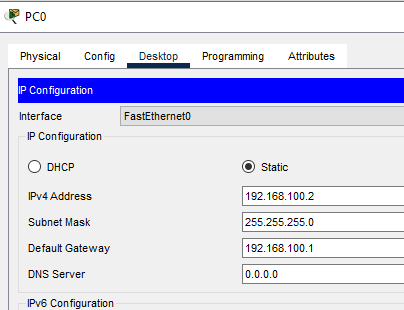 PC0
Physical Config Desktop Programming Attributes
IP Configuration
Interface FastEthernet0
IP Configuration
DHCP Static
IPv4 Address 192.168.100.2
Subnet Mask 255.255.255.0
Default Gateway 192.168.100.1
DNS Server 0.0.0.0
IPv6 Configuration